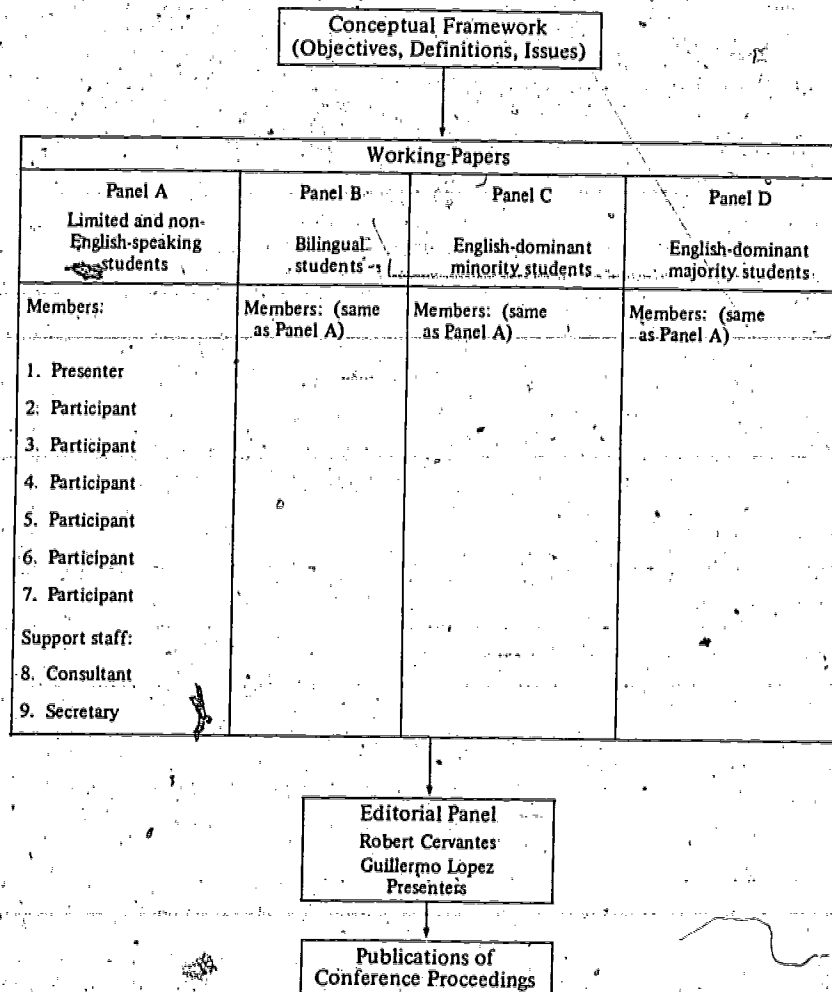 Conceptual Framework
(Objectives, Definitions, Issues)
Working Papers
Panel A
Limited and non-
English-speaking
students
Panel B
Bilingual
students
Panel C
English-dominant
minority students
Panel D
English-dominant
majority students
Members:
1. Presenter
2. Participant
3. Participant
4. Participant
5. Participant
6. Participant
7. Participant
Support staff:
8. Consultant
9. Secretary
Members: (same
as Panel A)
Members: (same
as Panel A)
Members: (same
as Panel A)
Editorial Panel
Robert Cervantes
Guillermo Lopez
Presenters
Publications of
Conference Proceedings